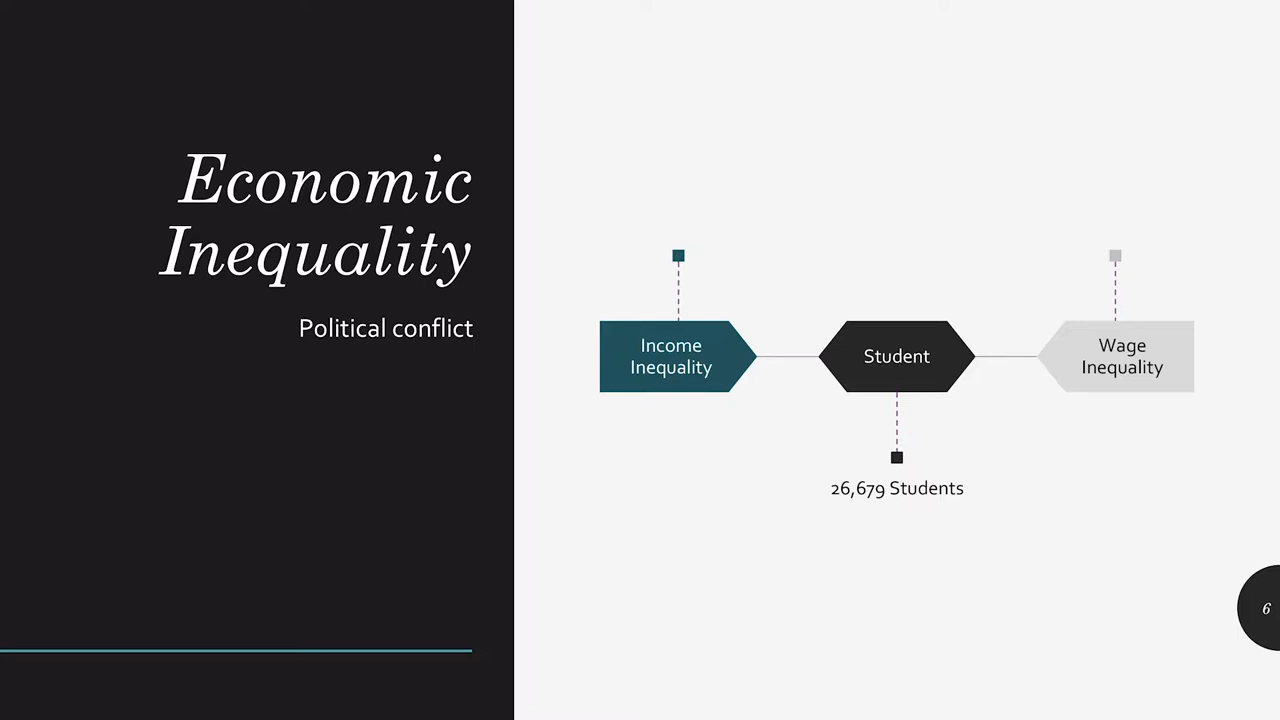 Economic
Inequality
Political conflict
Income
Inequality
Student
Wage
Inequality
26,679 Students
6